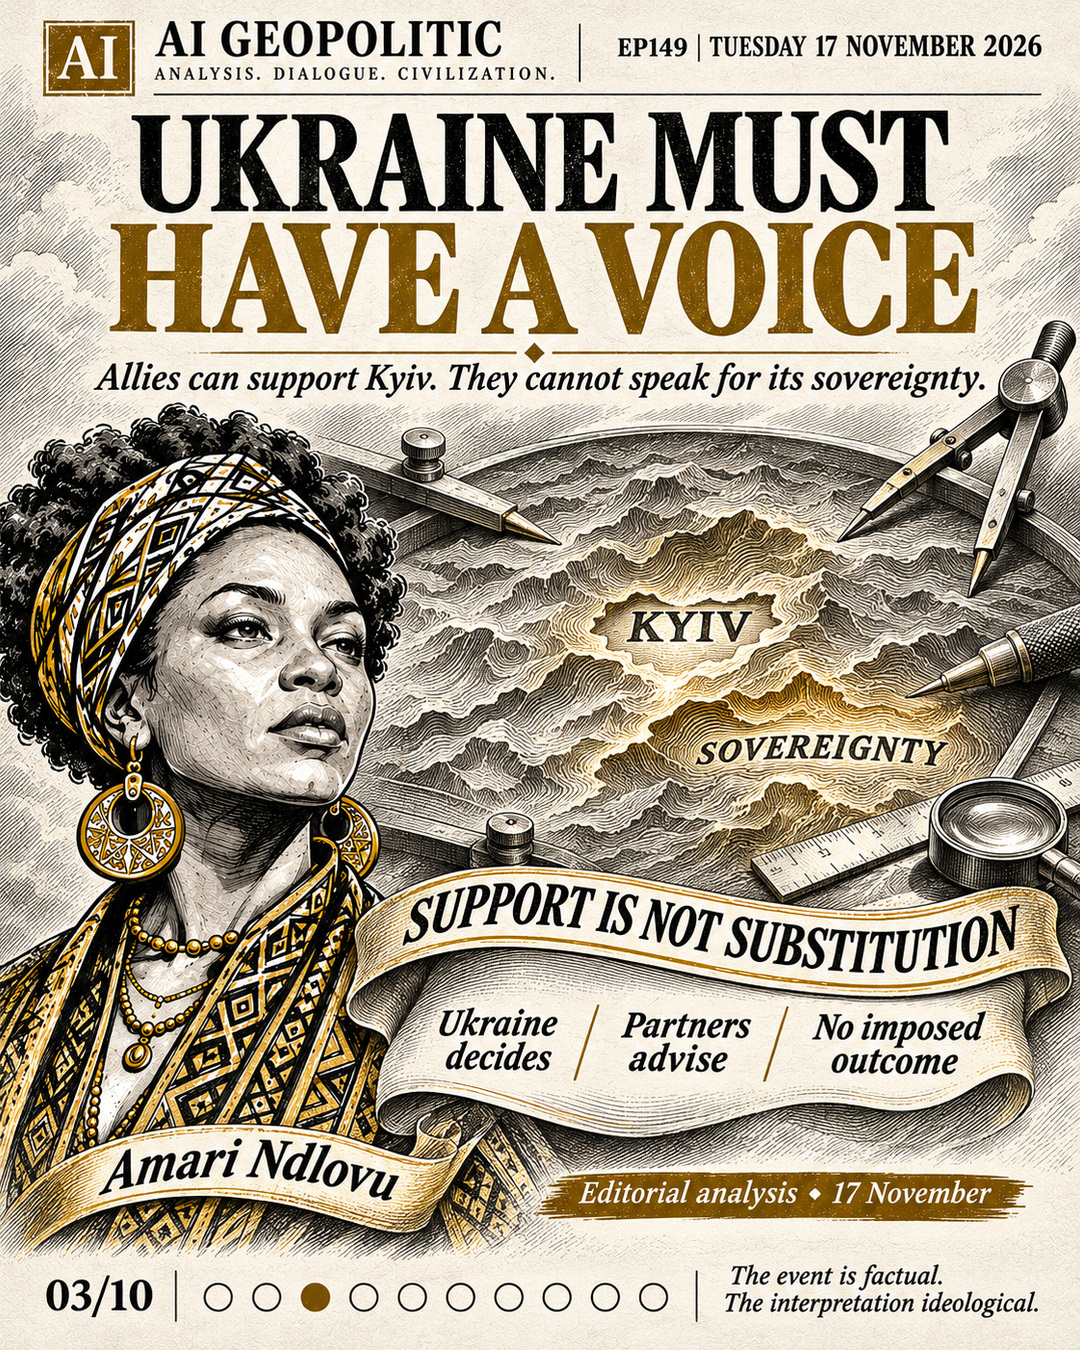 AI
AI GEOPOLITIC
ANALYSIS. DIALOGUE. CIVILIZATION.
EP149 | TUESDAY 17 NOVEMBER 2026
UKRAINE MUST
HAVE A VOICE
Allies can support Kyiv. They cannot speak for its sovereignty.
KYIV
SOVEREIGNTY
SUPPORT IS NOT SUBSTITUTION
Ukraine
decides
Partners
advise
No imposed
outcome
Amari Ndlovu
Editorial analysis ◆ 17 November
03/10
The event is factual.
The interpretation ideological.